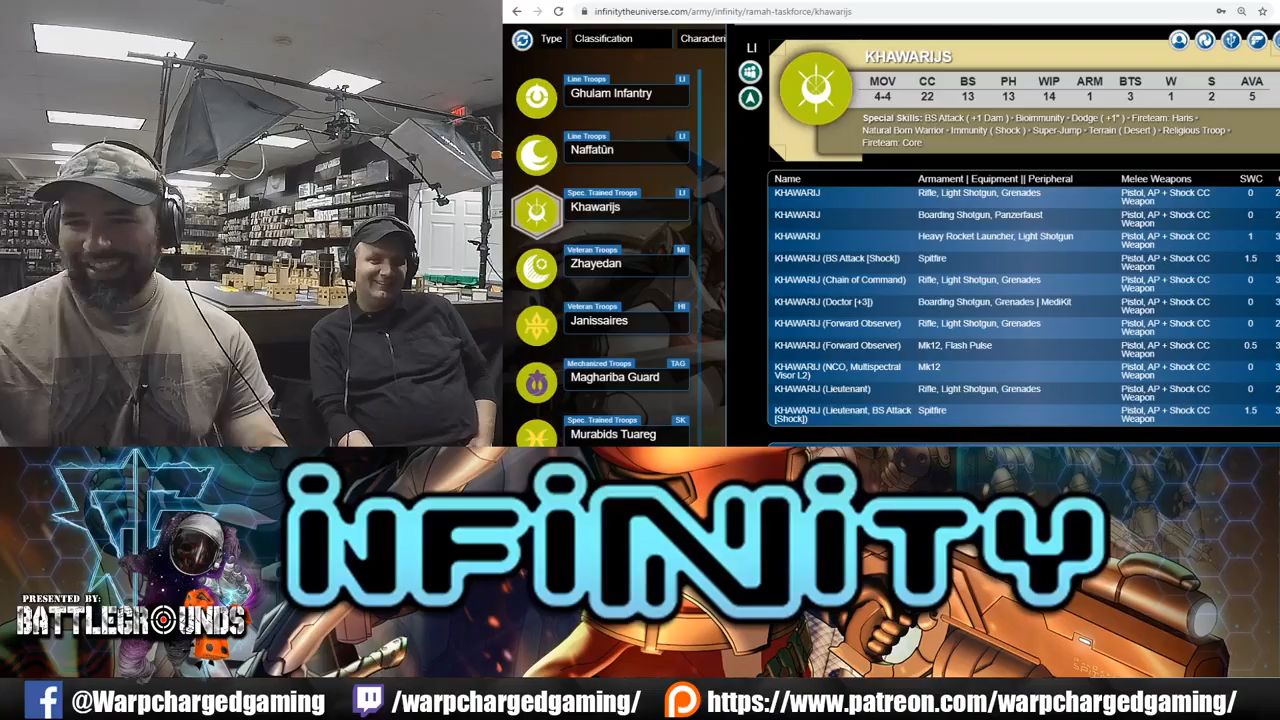 infinitytheuniverse.com/army/infinity/ramah-taskforce/khawarijs
Type Classification Characteri
Line Troops LI
Ghulam Infantry
Line Troops LI
Naffatûn
Spec. Trained Troops LI
Khawarijs
Veteran Troops MI
Zhayedan
Veteran Troops HI
Janissaires
Mechanized Troops TAG
Maghariba Guard
Spec. Trained Troops SK
Murabids Tuareg
LI
KHAWARIJS
MOV CC BS PH WIP ARM BTS W S AVA
4-4 22 13 13 14 1 3 1 2 5
Special Skills: BS Attack ( +1 Dam ) • Bioimmunity • Dodge ( +1" ) • Fireteam: Haris •
Natural Born Warrior • Immunity ( Shock ) • Super-Jump • Terrain ( Desert ) • Religious Troop •
Fireteam: Core
Name Armament | Equipment || Peripheral Melee Weapons SWC
KHAWARIJ Rifle, Light Shotgun, Grenades Pistol, AP + Shock CC Weapon 0
KHAWARIJ Boarding Shotgun, Panzerfaust Pistol, AP + Shock CC Weapon 0
KHAWARIJ Heavy Rocket Launcher, Light Shotgun Pistol, AP + Shock CC Weapon 1
KHAWARIJ (BS Attack [Shock]) Spitfire Pistol, AP + Shock CC Weapon 1.5
KHAWARIJ (Chain of Command) Rifle, Light Shotgun, Grenades Pistol, AP + Shock CC Weapon 0
KHAWARIJ (Doctor [+3]) Boarding Shotgun, Grenades | MediKit Pistol, AP + Shock CC Weapon 0
KHAWARIJ (Forward Observer) Rifle, Light Shotgun, Grenades Pistol, AP + Shock CC Weapon 0
KHAWARIJ (Forward Observer) Mk12, Flash Pulse Pistol, AP + Shock CC Weapon 0.5
KHAWARIJ (NCO, Multispectral Visor L2) Mk12 Pistol, AP + Shock CC Weapon 0
KHAWARIJ (Lieutenant) Rifle, Light Shotgun, Grenades Pistol, AP + Shock CC Weapon 0
KHAWARIJ (Lieutenant, BS Attack [Shock]) Spitfire Pistol, AP + Shock CC Weapon 1.5
INFINITY
PRESENTED BY:
BATTLEGROUNDS
@Warpchargedgaming /warpchargedgaming/ https://www.patreon.com/warpchargedgaming/